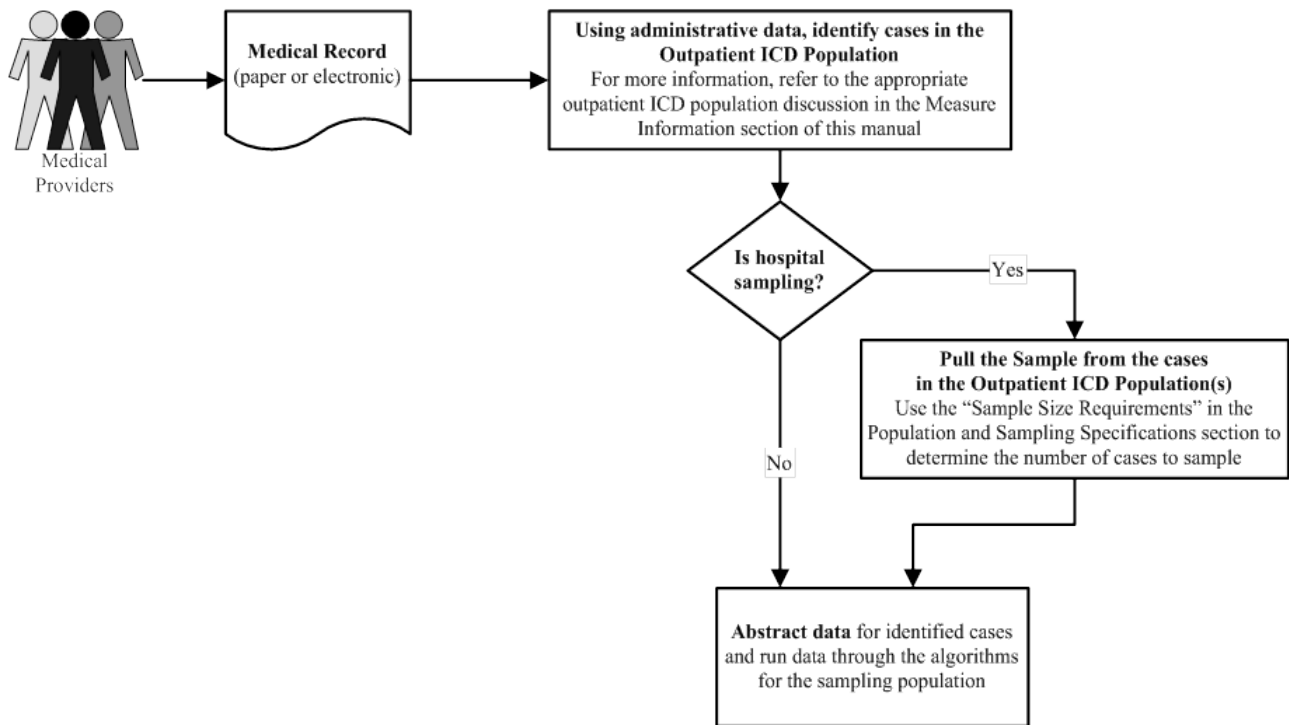 Medical
Providers
Medical Record
(paper or electronic)
Using administrative data, identify cases in the
Outpatient ICD Population
For more information, refer to the appropriate
outpatient ICD population discussion in the Measure
Information section of this manual
Is hospital
sampling?
Yes
Pull the Sample from the cases
in the Outpatient ICD Population(s)
Use the “Sample Size Requirements” in the
Population and Sampling Specifications section to
determine the number of cases to sample
No
Abstract data for identified cases
and run data through the algorithms
for the sampling population